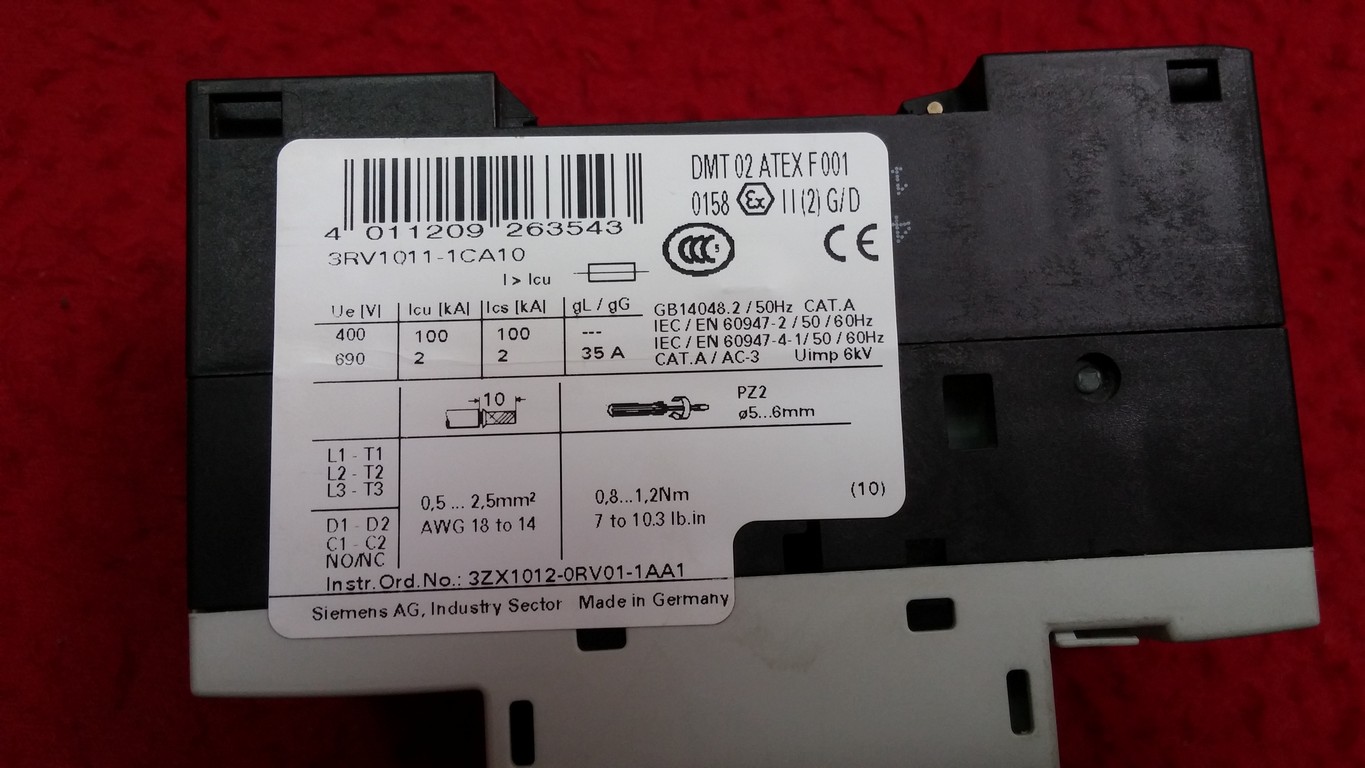 DMT 02 ATEX F 001
0158 Ex II (2) G/D
4 011209 263543
3RV1011-1CA10
CCC S
CE
I > Icu
Ue [V] Icu [kA] Ics [kA] gL / gG
400 100 100 ---
690 2 2 35 A
GB14048.2 / 50Hz CAT.A
IEC / EN 60947-2 / 50 / 60Hz
IEC / EN 60947-4-1/ 50 / 60Hz
CAT.A / AC-3 Uimp 6kV
10
PZ2
ø5...6mm
L1 - T1
L2 - T2
L3 - T3
D1 - D2
C1 - C2
NO/NC
0,5 ... 2,5mm²
AWG 18 to 14
0,8...1,2Nm
7 to 10.3 lb.in
(10)
Instr.Ord.No.: 3ZX1012-0RV01-1AA1
Siemens AG, Industry Sector Made in Germany